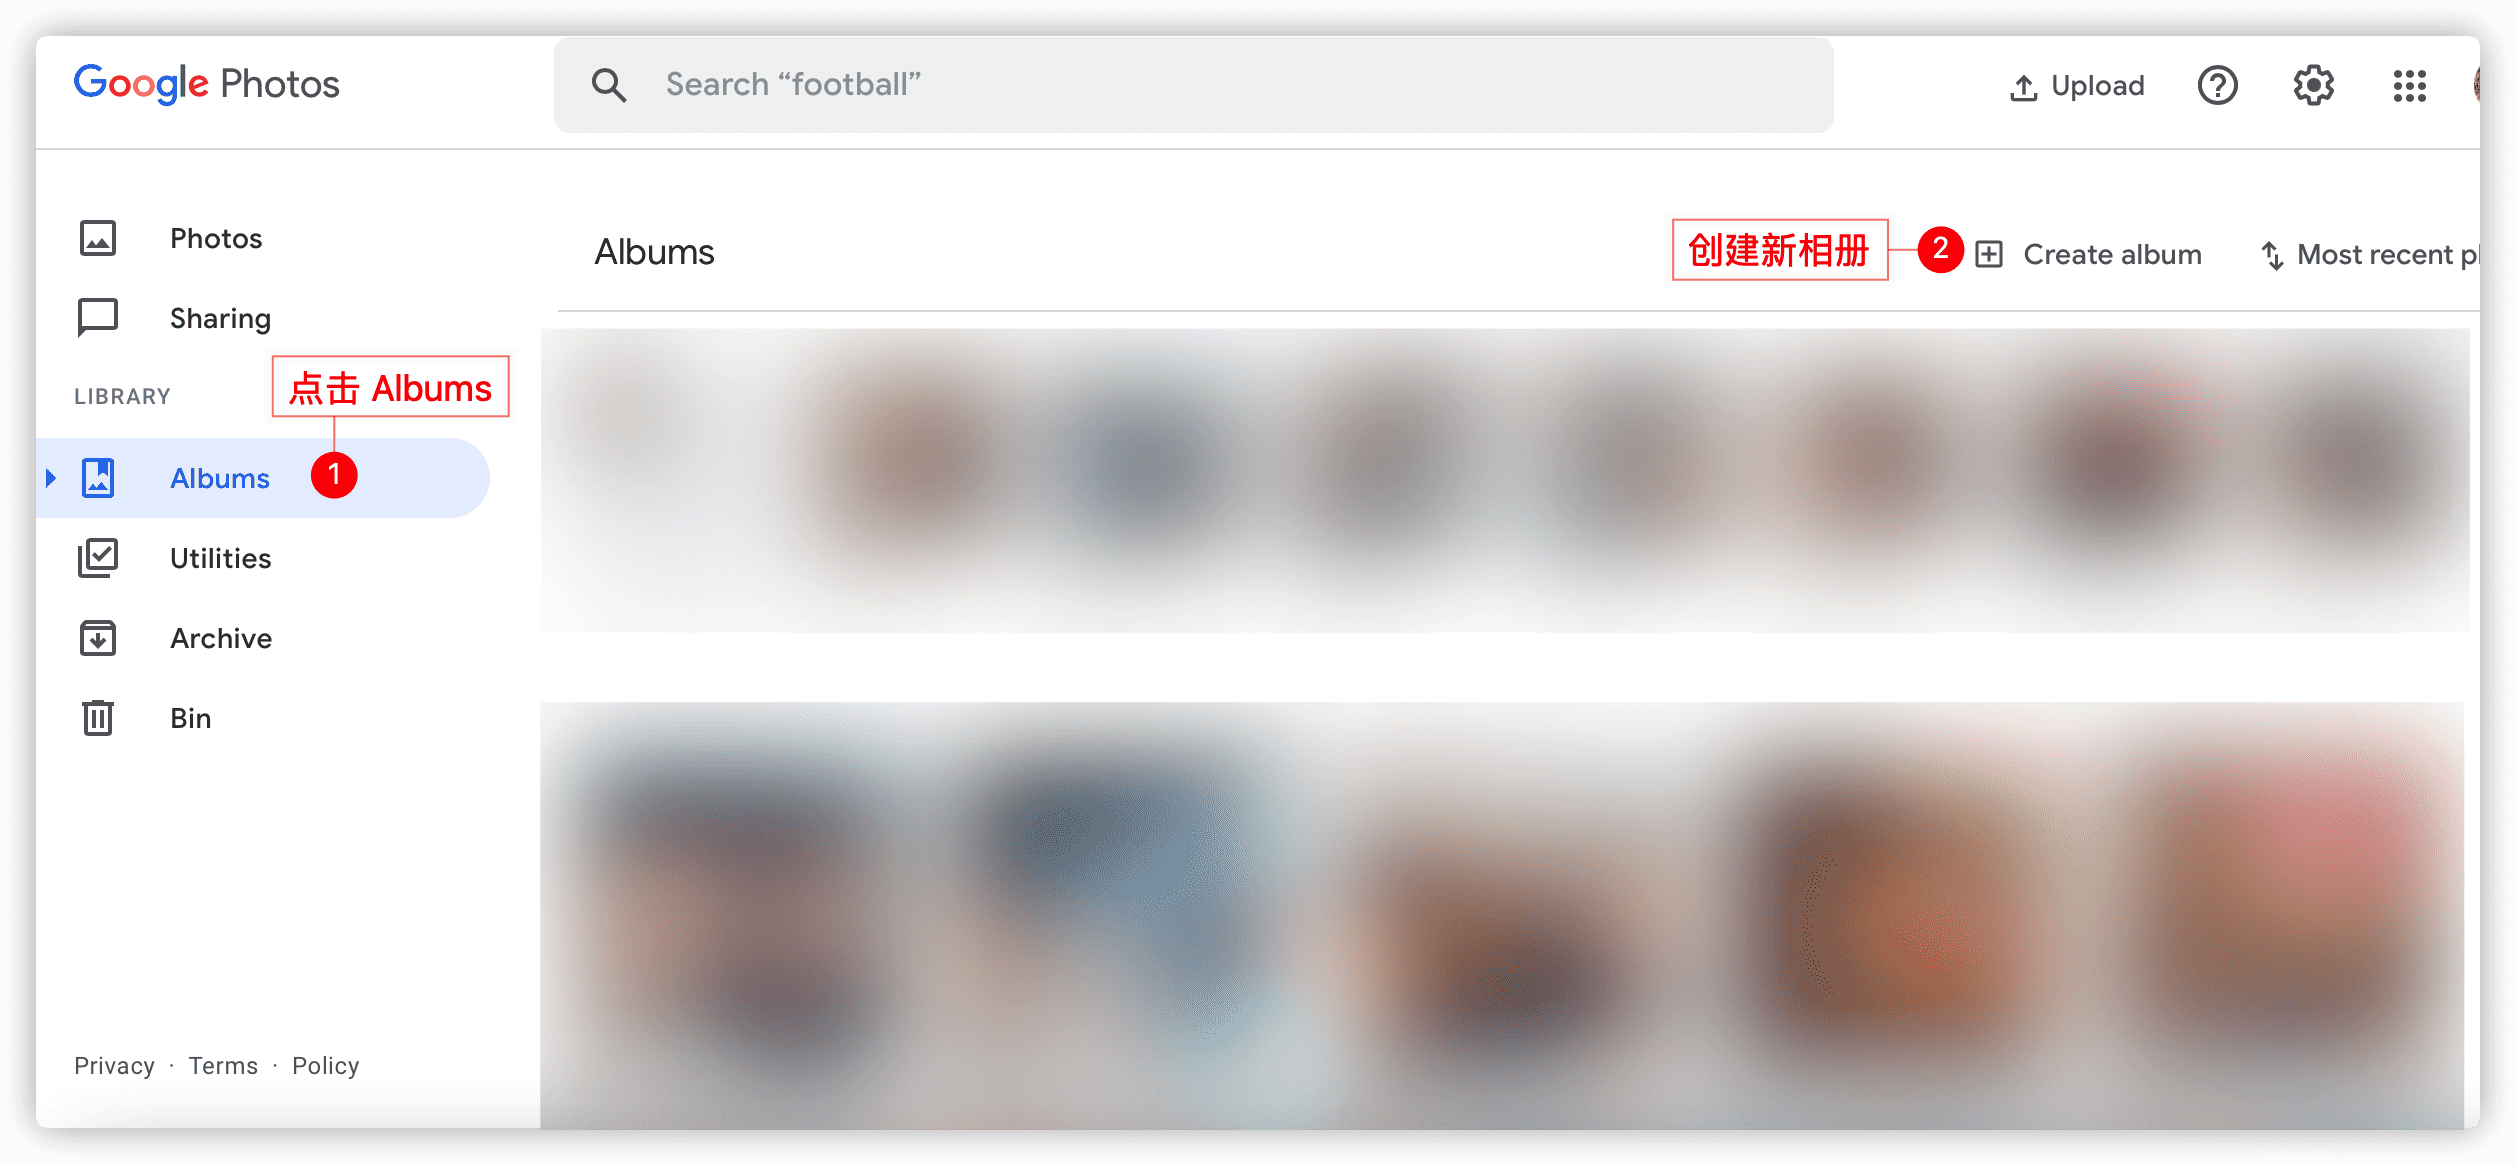 Google Photos
Search “football”
Upload
Photos
Sharing
LIBRARY
点击 Albums
Albums
1
Utilities
Archive
Bin
Privacy · Terms · Policy
Albums
创建新相册
2
Create album
Most recent